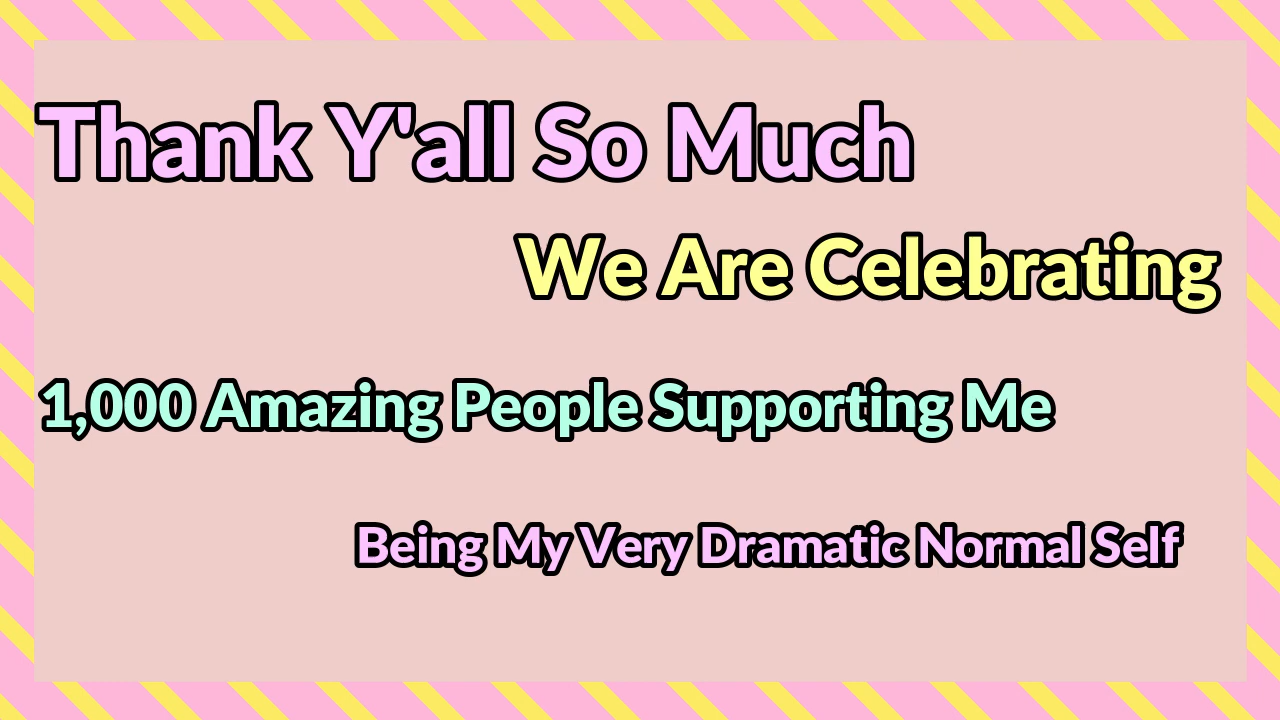 Thank Y'all So Much
We Are Celebrating
1,000 Amazing People Supporting Me
Being My Very Dramatic Normal Self